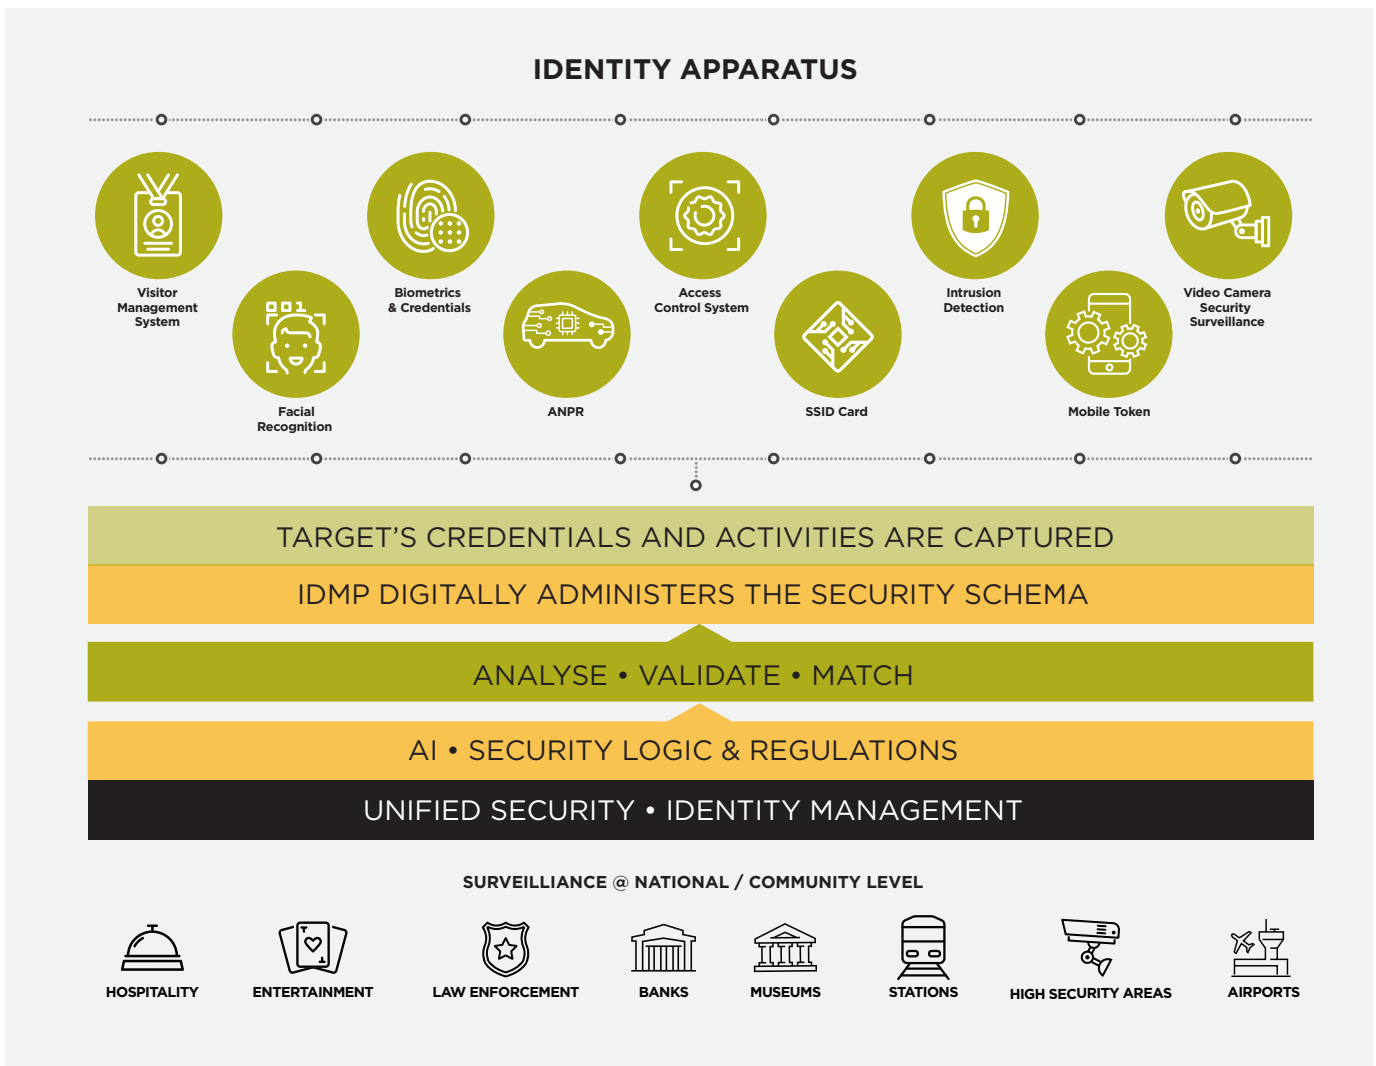 IDENTITY APPARATUS
Visitor
Management
System
Facial
Recognition
Biometrics
& Credentials
ANPR
Access
Control System
SSID Card
Intrusion
Detection
Mobile Token
Video Camera
Security
Surveillance
TARGET’S CREDENTIALS AND ACTIVITIES ARE CAPTURED
IDMP DIGITALLY ADMINISTERS THE SECURITY SCHEMA
ANALYSE • VALIDATE • MATCH
AI • SECURITY LOGIC & REGULATIONS
UNIFIED SECURITY • IDENTITY MANAGEMENT
SURVEILLIANCE @ NATIONAL / COMMUNITY LEVEL
HOSPITALITY
ENTERTAINMENT
LAW ENFORCEMENT
BANKS
MUSEUMS
STATIONS
HIGH SECURITY AREAS
AIRPORTS